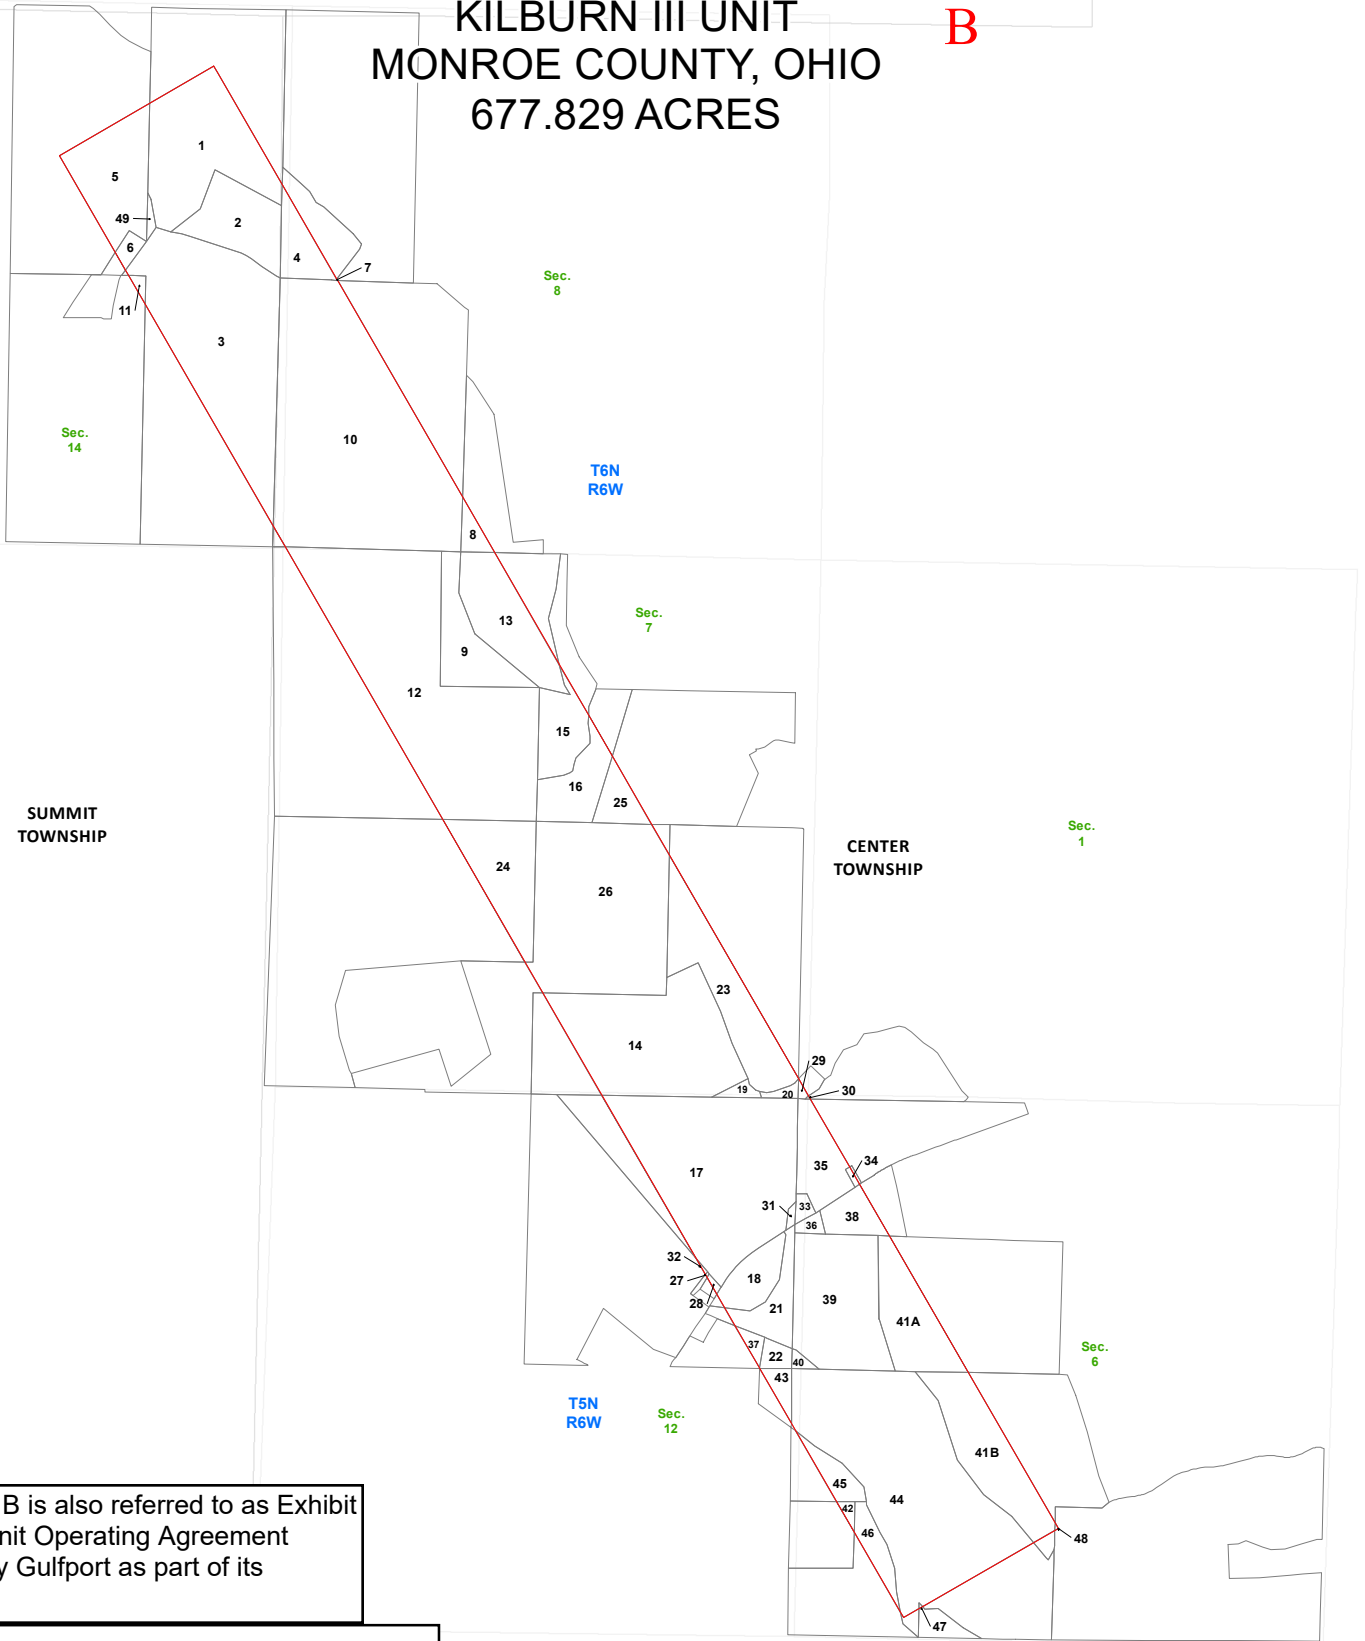 KILBURN III UNIT
MONROE COUNTY, OHIO
677.829 ACRES
B
1
5
49
2
6
4
7
Sec.
8
11
3
Sec.
14
10
T6N
R6W
8
13
Sec.
7
9
12
15
16
25
SUMMIT
TOWNSHIP
Sec.
1
CENTER
TOWNSHIP
24
26
23
14
29
19
20
30
17
35
34
31
33
36
38
32
27
28
18
21
39
41A
37
22
40
43
Sec.
6
T5N
R6W
Sec.
12
41B
45
44
42
46
48
47
B is also referred to as Exhibit
nit Operating Agreement
y Gulfport as part of its